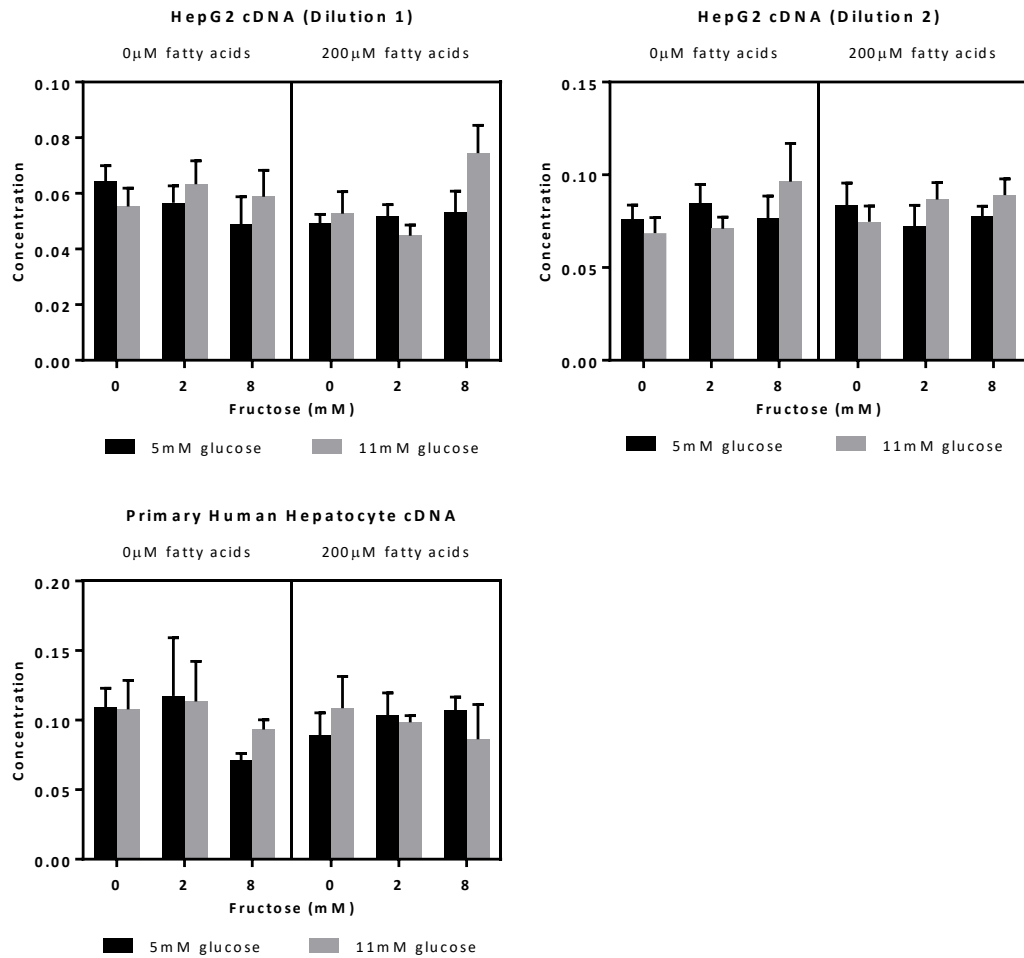 HepG2 cDNA (Dilution 1)
0μM fatty acids 200μM fatty acids
0.10
0.08
0.06
0.04
0.02
0.00
Concentration
0 2 8 0 2 8
Fructose (mM)
5mM glucose 11mM glucose
HepG2 cDNA (Dilution 2)
0μM fatty acids 200μM fatty acids
0.15
0.10
0.05
0.00
Concentration
0 2 8 0 2 8
Fructose (mM)
5mM glucose 11mM glucose
Primary Human Hepatocyte cDNA
0μM fatty acids 200μM fatty acids
0.20
0.15
0.10
0.05
0.00
Concentration
0 2 8 0 2 8
Fructose (mM)
5mM glucose 11mM glucose